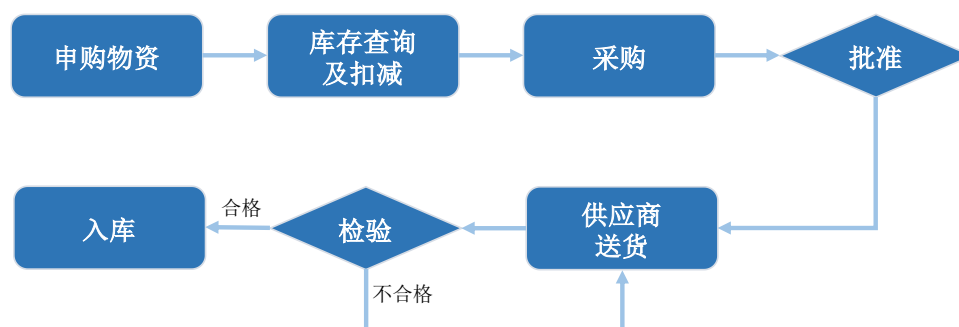 申购物资
库存查询
及扣减
采购
批准
入库
合格
检验
供应商
送货
不合格